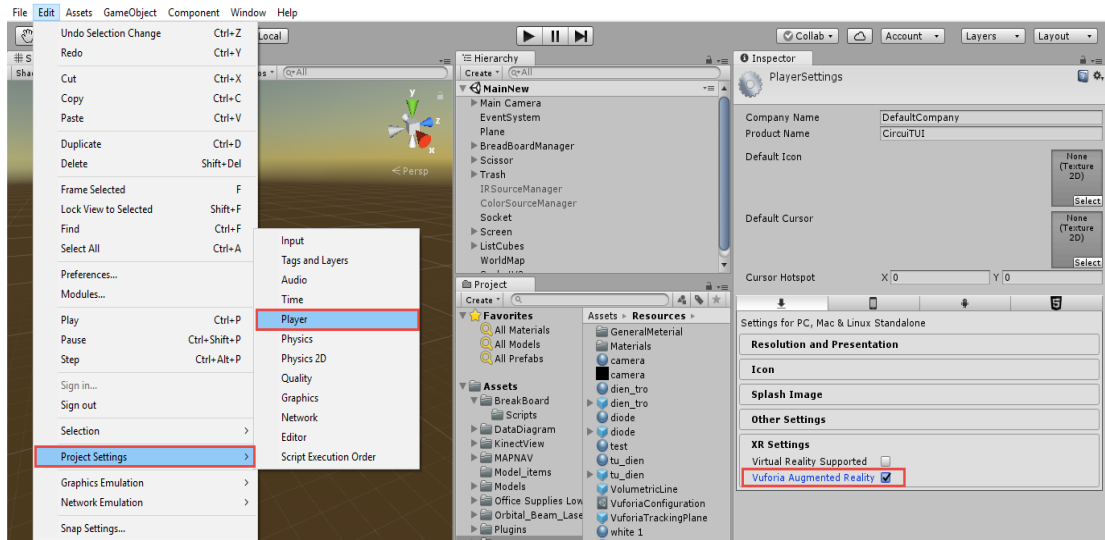 File Edit Assets GameObject Component Window Help
Undo Selection Change Ctrl+Z
Redo Ctrl+Y
Cut Ctrl+X
Copy Ctrl+C
Paste Ctrl+V
Duplicate Ctrl+D
Delete Shift+Del
Frame Selected F
Lock View to Selected Shift+F
Find Ctrl+F
Select All Ctrl+A
Preferences...
Modules...
Play Ctrl+P
Pause Ctrl+Shift+P
Step Ctrl+Alt+P
Sign in...
Sign out
Selection >
Project Settings >
Graphics Emulation >
Network Emulation >
Snap Settings...
Input
Tags and Layers
Audio
Time
Player
Physics
Physics 2D
Quality
Graphics
Network
Editor
Script Execution Order
Local
All
y
z
x
Persp
Collab
Account
Layers
Layout
Hierarchy
Create All
MainNew
Main Camera
EventSystem
Plane
BreadBoardManager
Scissor
Trash
IRSourceManager
ColorSourceManager
Socket
Screen
ListCubes
WorldMap
Project
Create
Favorites
All Materials
All Models
All Prefabs
Assets
BreakBoard
Scripts
DataDiagram
KinectView
MAPNAV
Model_items
Models
Office Supplies Low
Orbital_Beam_Lase
Plugins
Assets Resources
GeneralMeterial
Materials
camera
camera
dien_tro
dien_tro
diode
diode
test
tu_dien
tu_dien
VolumetricLine
VuforiaConfiguration
VuforiaTrackingPlane
white 1
Inspector
PlayerSettings
Company Name DefaultCompany
Product Name CircuiTUI
Default Icon
None
(Texture
2D)
Select
Default Cursor
None
(Texture
2D)
Select
Cursor Hotspot X 0 Y 0
Settings for PC, Mac & Linux Standalone
Resolution and Presentation
Icon
Splash Image
Other Settings
XR Settings
Virtual Reality Supported
Vuforia Augmented Reality